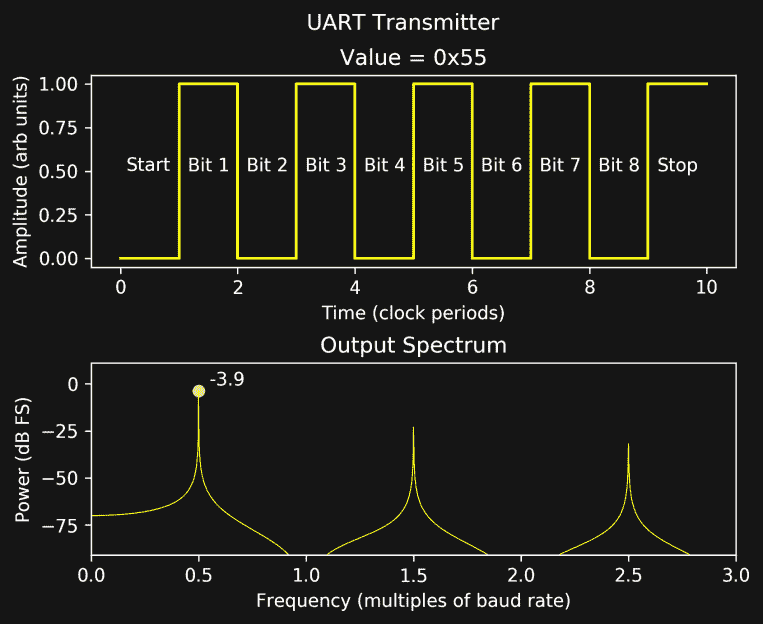 UART Transmitter
Value = 0x55
Amplitude (arb units)
1.00
0.75
0.50
0.25
0.00
Start Bit 1 Bit 2 Bit 3 Bit 4 Bit 5 Bit 6 Bit 7 Bit 8 Stop
0 2 4 6 8 10
Time (clock periods)
Output Spectrum
Power (dB FS)
0
−25
−50
−75
-3.9
0.0 0.5 1.0 1.5 2.0 2.5 3.0
Frequency (multiples of baud rate)